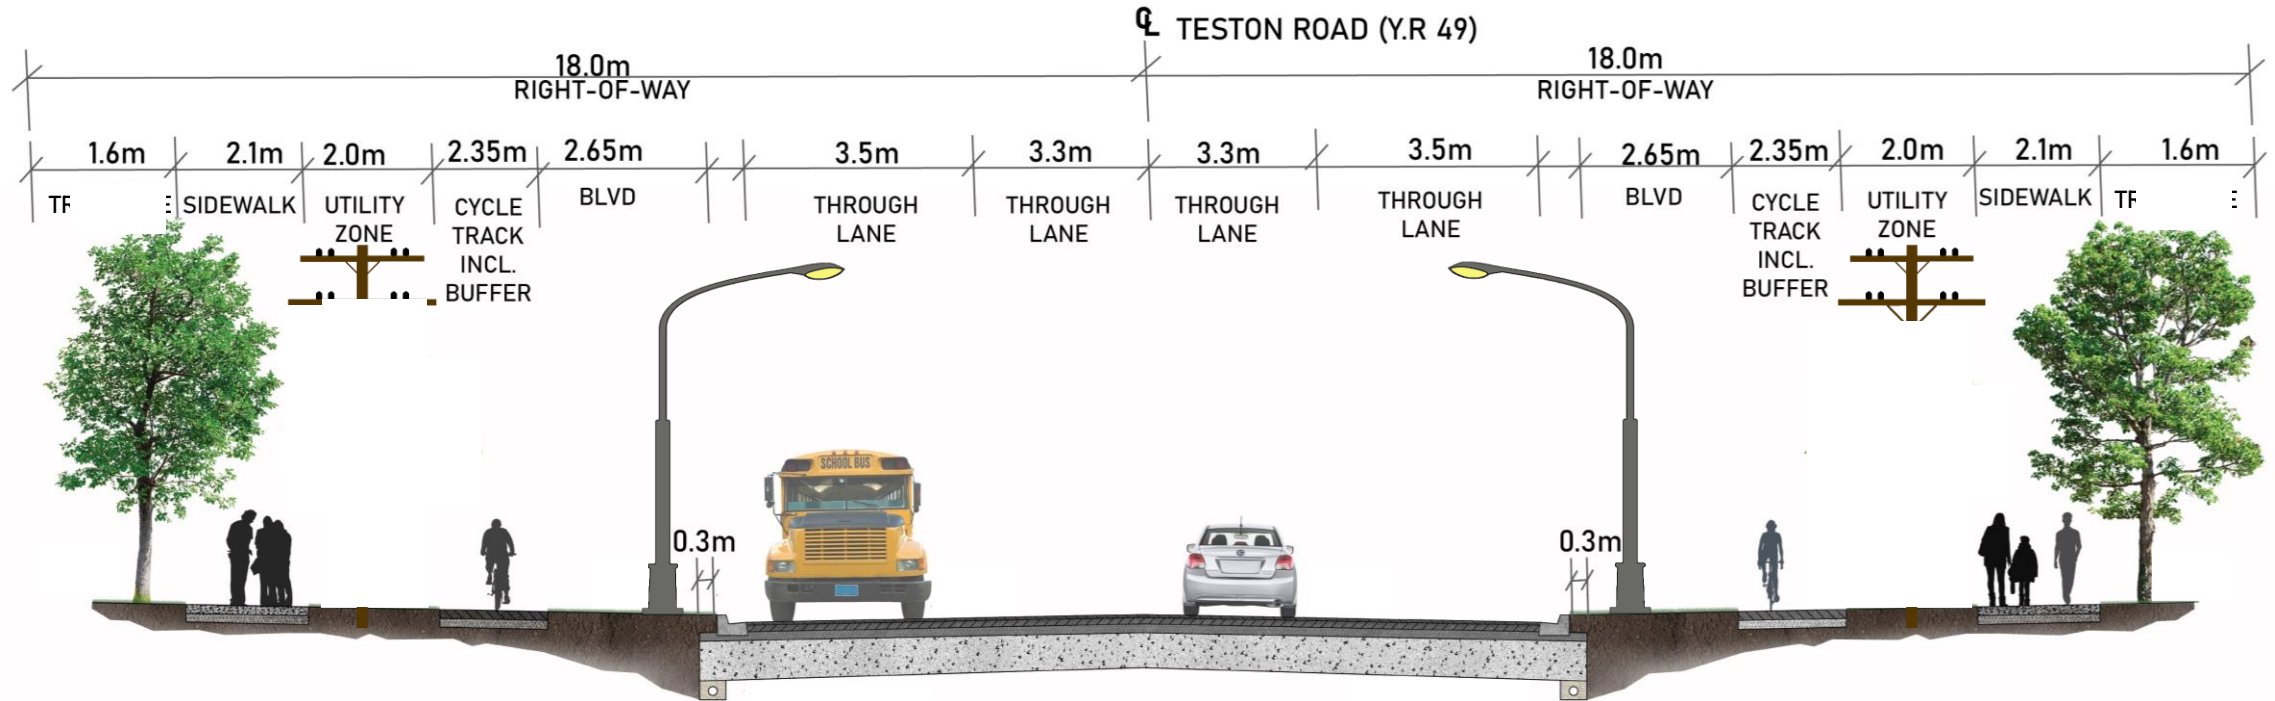 ℄ TESTON ROAD (Y.R 49)
18.0m
RIGHT-OF-WAY
18.0m
RIGHT-OF-WAY
1.6m 2.1m 2.0m 2.35m 2.65m 3.5m 3.3m 3.3m 3.5m 2.65m 2.35m 2.0m 2.1m 1.6m
SIDEWALK
UTILITY
ZONE
CYCLE
TRACK
INCL.
BUFFER
BLVD
THROUGH
LANE
THROUGH
LANE
THROUGH
LANE
THROUGH
LANE
BLVD
CYCLE
TRACK
INCL.
BUFFER
UTILITY
ZONE
SIDEWALK
SCHOOL BUS
0.3m
0.3m